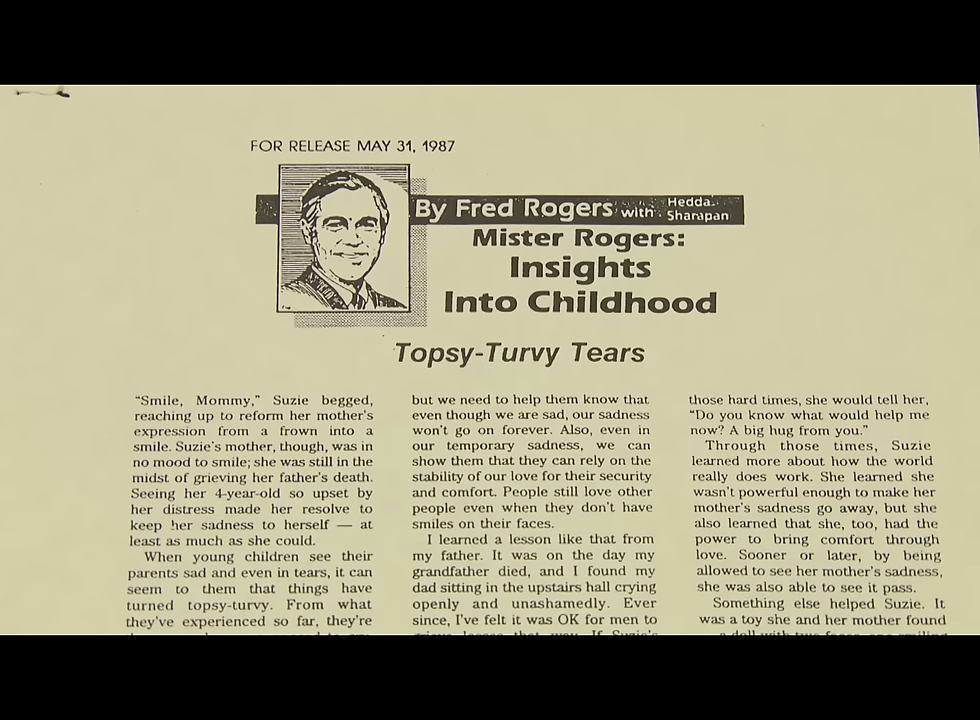 FOR RELEASE MAY 31, 1987
By Fred Rogers with Hedda Sharapan
Mister Rogers:
Insights
Into Childhood
Topsy-Turvy Tears
"Smile, Mommy," Suzie begged,
reaching up to reform her mother's
expression from a frown into a
smile. Suzie's mother, though, was in
no mood to smile; she was still in the
midst of grieving her father's death.
Seeing her 4-year-old so upset by
her distress made her resolve to
keep her sadness to herself — at
least as much as she could.
When young children see their
parents sad and even in tears, it can
seem to them that things have
turned topsy-turvy. From what
they've experienced so far, they're
but we need to help them know that
even though we are sad, our sadness
won't go on forever. Also, even in
our temporary sadness, we can
show them that they can rely on the
stability of our love for their security
and comfort. People still love other
people even when they don't have
smiles on their faces.
I learned a lesson like that from
my father. It was on the day my
grandfather died, and I found my
dad sitting in the upstairs hall crying
openly and unashamedly. Ever
since, I've felt it was OK for men to
those hard times, she would tell her,
"Do you know what would help me
now? A big hug from you."
Through those times, Suzie
learned more about how the world
really does work. She learned she
wasn't powerful enough to make her
mother's sadness go away, but she
also learned that she, too, had the
power to bring comfort through
love. Sooner or later, by being
allowed to see her mother's sadness,
she was also able to see it pass.
Something else helped Suzie. It
was a toy she and her mother found